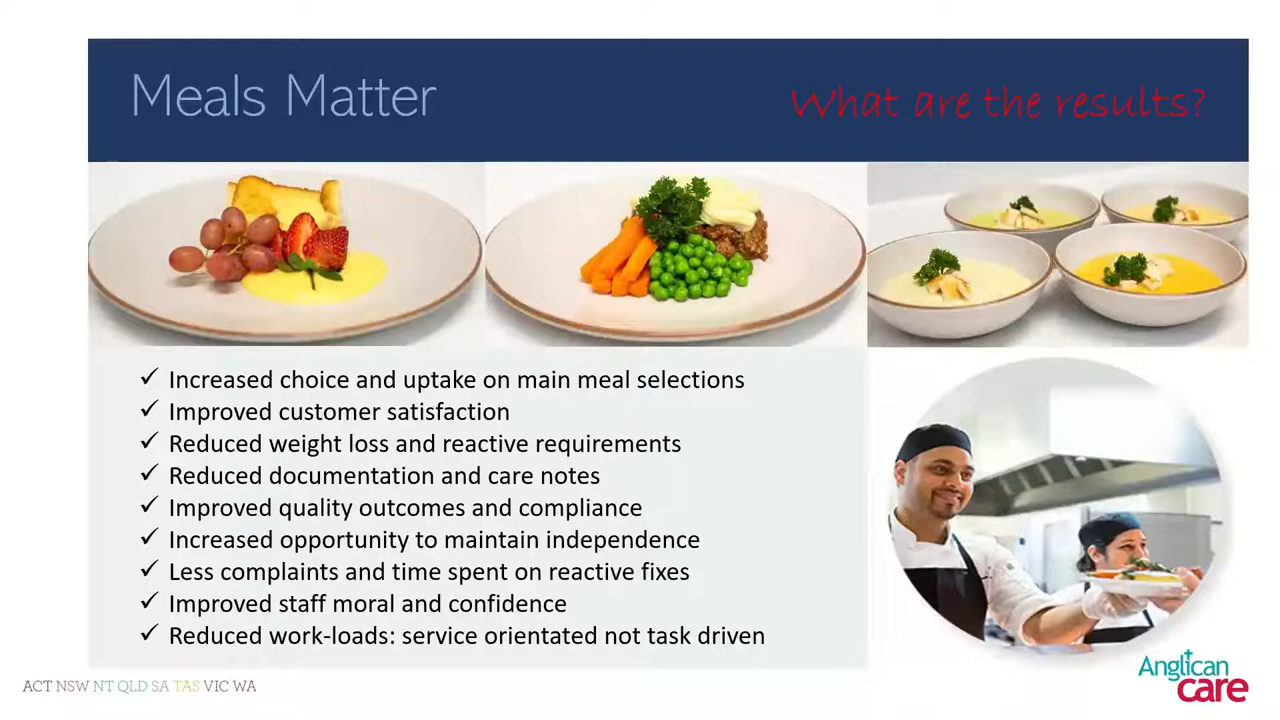 Meals Matter
What are the results?
✓ Increased choice and uptake on main meal selections
✓ Improved customer satisfaction
✓ Reduced weight loss and reactive requirements
✓ Reduced documentation and care notes
✓ Improved quality outcomes and compliance
✓ Increased opportunity to maintain independence
✓ Less complaints and time spent on reactive fixes
✓ Improved staff moral and confidence
✓ Reduced work-loads: service orientated not task driven
ACT NSW NT QLD SA TAS VIC WA
Anglican
care